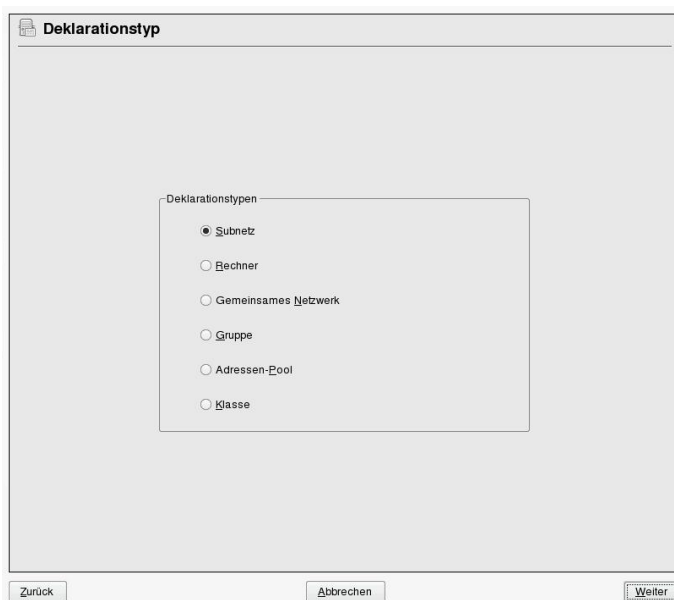 Deklarationstyp
Deklarationstypen
Subnetz
Rechner
Gemeinsames Netzwerk
Gruppe
Adressen-Pool
Klasse
Zurück
Abbrechen
Weiter